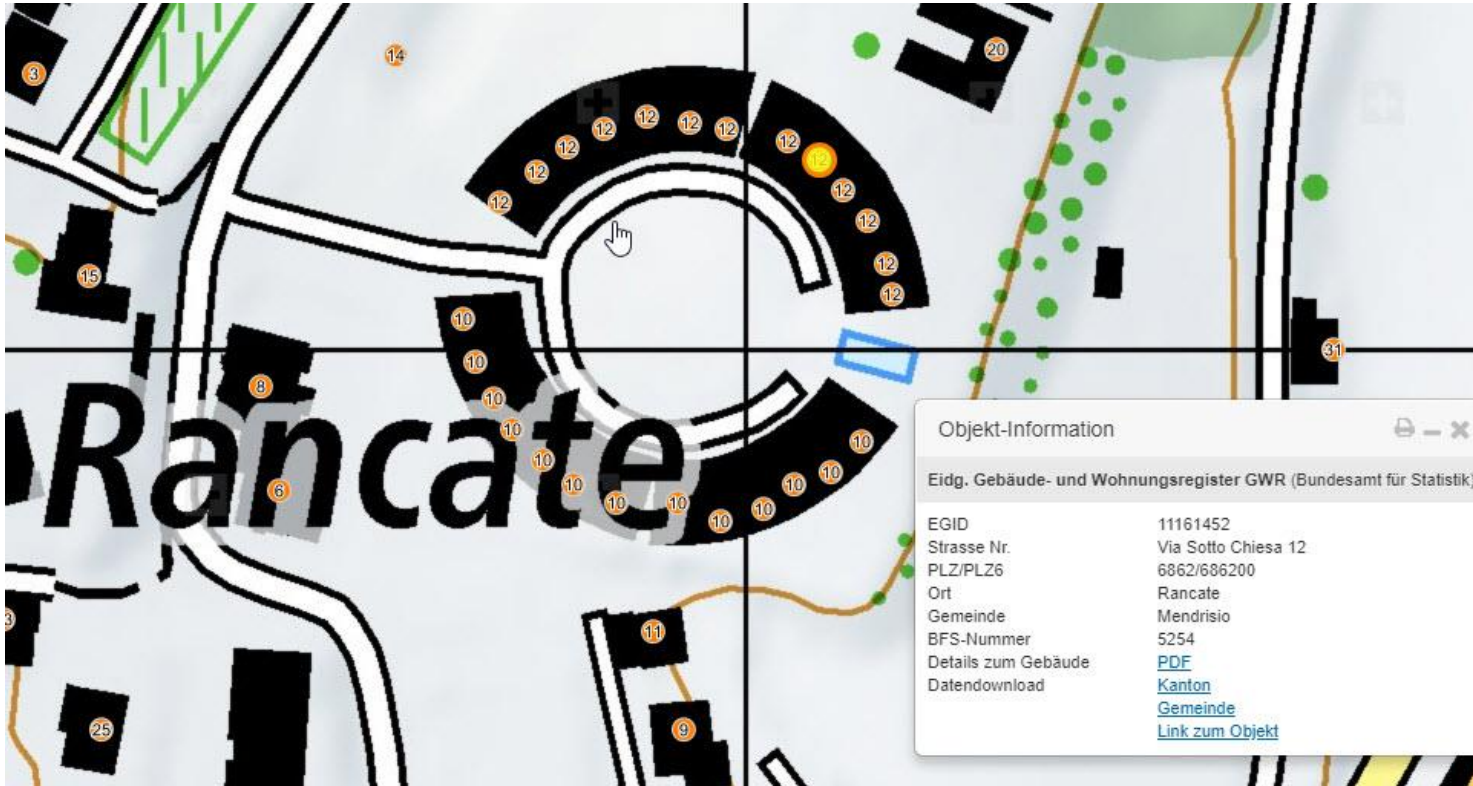 20
3
14
12
12
12
12
12
12
12
12
12
12
12
12
12
15
10
10
31
8
10
10
Rancate
10
10
10
6
10
10
10
10
10
10
10
11
3
25
9
Objekt-Information
Eidg. Gebäude- und Wohnungsregister GWR (Bundesamt für Statistik)
EGID 11161452
Strasse Nr. Via Sotto Chiesa 12
PLZ/PLZ6 6862/686200
Ort Rancate
Gemeinde Mendrisio
BFS-Nummer 5254
Details zum Gebäude PDF
Datendownload Kanton
Gemeinde
Link zum Objekt